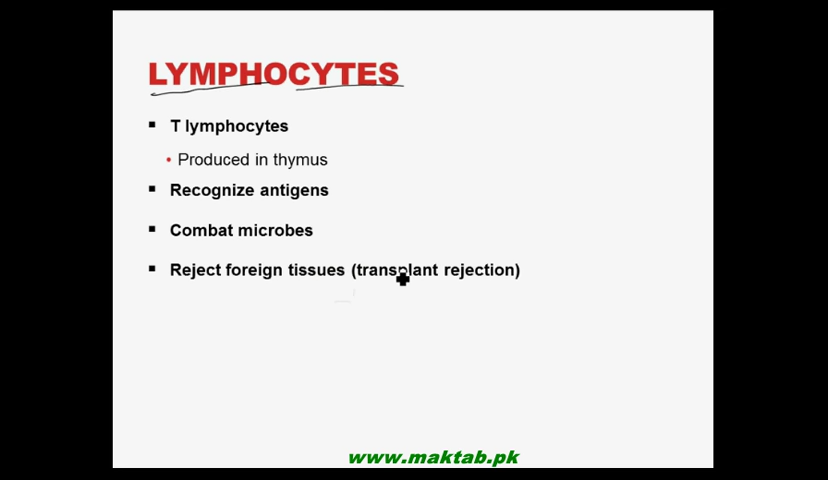 LYMPHOCYTES
▪ T lymphocytes
• Produced in thymus
▪ Recognize antigens
▪ Combat microbes
▪ Reject foreign tissues (transplant rejection)
www.maktab.pk